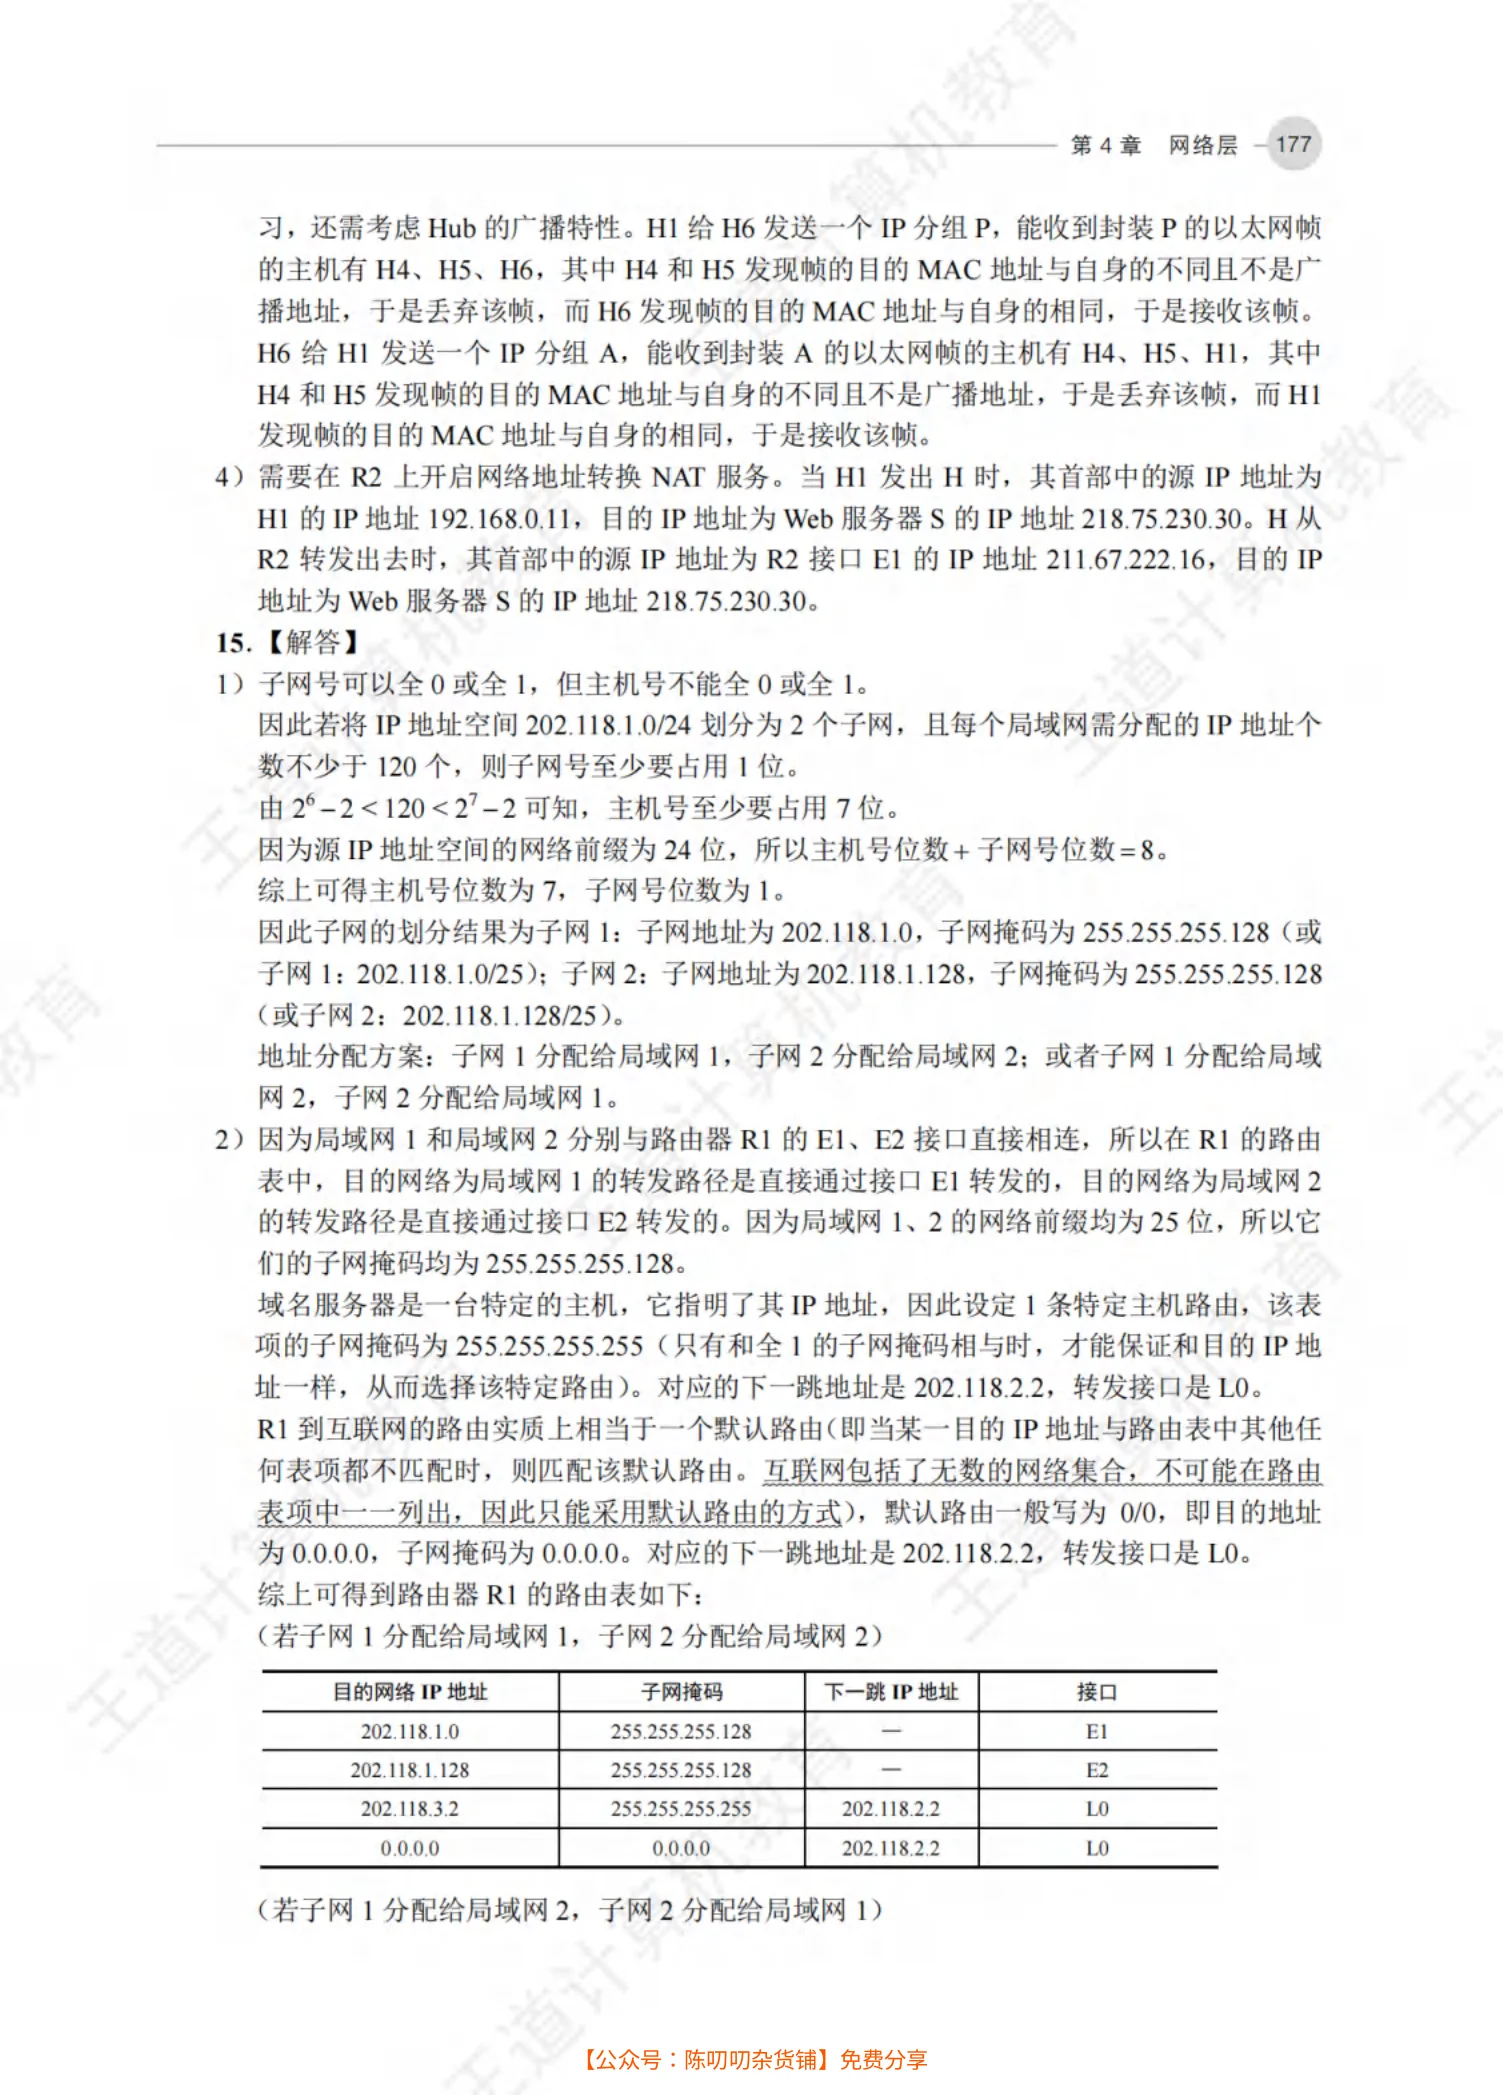 第 4 章 网络层 177
习，还需考虑 Hub 的广播特性。H1 给 H6 发送一个 IP 分组 P，能收到封装 P 的以太网帧
的主机有 H4、H5、H6，其中 H4 和 H5 发现帧的目的 MAC 地址与自身的不同且不是广
播地址，于是丢弃该帧，而 H6 发现帧的目的 MAC 地址与自身的相同，于是接收该帧。
H6 给 H1 发送一个 IP 分组 A，能收到封装 A 的以太网帧的主机有 H4、H5、H1，其中
H4 和 H5 发现帧的目的 MAC 地址与自身的不同且不是广播地址，于是丢弃该帧，而 H1
发现帧的目的 MAC 地址与自身的相同，于是接收该帧。
4）需要在 R2 上开启网络地址转换 NAT 服务。当 H1 发出 H 时，其首部中的源 IP 地址为
H1 的 IP 地址 192.168.0.11，目的 IP 地址为 Web 服务器 S 的 IP 地址 218.75.230.30。H 从
R2 转发出去时，其首部中的源 IP 地址为 R2 接口 E1 的 IP 地址 211.67.222.16，目的 IP
地址为 Web 服务器 S 的 IP 地址 218.75.230.30。
15.【解答】
1）子网号可以全 0 或全 1，但主机号不能全 0 或全 1。
因此若将 IP 地址空间 202.118.1.0/24 划分为 2 个子网，且每个局域网需分配的 IP 地址个
数不少于 120 个，则子网号至少要占用 1 位。
由 2⁶ – 2 < 120 < 2⁷ – 2 可知，主机号至少要占用 7 位。
因为源 IP 地址空间的网络前缀为 24 位，所以主机号位数 + 子网号位数 = 8。
综上可得主机号位数为 7，子网号位数为 1。
因此子网的划分结果为子网 1：子网地址为 202.118.1.0，子网掩码为 255.255.255.128（或
子网 1：202.118.1.0/25）；子网 2：子网地址为 202.118.1.128，子网掩码为 255.255.255.128
（或子网 2：202.118.1.128/25）。
地址分配方案：子网 1 分配给局域网 1，子网 2 分配给局域网 2；或者子网 1 分配给局域
网 2，子网 2 分配给局域网 1。
2）因为局域网 1 和局域网 2 分别与路由器 R1 的 E1、E2 接口直接相连，所以在 R1 的路由
表中，目的网络为局域网 1 的转发路径是直接通过接口 E1 转发的，目的网络为局域网 2
的转发路径是直接通过接口 E2 转发的。因为局域网 1、2 的网络前缀均为 25 位，所以它
们的子网掩码均为 255.255.255.128。
域名服务器是一台特定的主机，它指明了其 IP 地址，因此设定 1 条特定主机路由，该表
项的子网掩码为 255.255.255.255（只有和全 1 的子网掩码相与时，才能保证和目的 IP 地
址一样，从而选择该特定路由）。对应的下一跳地址是 202.118.2.2，转发接口是 L0。
R1 到互联网的路由实质上相当于一个默认路由（即当某一目的 IP 地址与路由表中其他任
何表项都不匹配时，则匹配该默认路由。互联网包括了无数的网络集合，不可能在路由
表项中一一列出，因此只能采用默认路由的方式），默认路由一般写为 0/0，即目的地址
为 0.0.0.0，子网掩码为 0.0.0.0。对应的下一跳地址是 202.118.2.2，转发接口是 L0。
综上可得到路由器 R1 的路由表如下：
（若子网 1 分配给局域网 1，子网 2 分配给局域网 2）
目的网络 IP 地址 子网掩码 下一跳 IP 地址 接口
202.118.1.0 255.255.255.128 — E1
202.118.1.128 255.255.255.128 — E2
202.118.3.2 255.255.255.255 202.118.2.2 L0
0.0.0.0 0.0.0.0 202.118.2.2 L0
（若子网 1 分配给局域网 2，子网 2 分配给局域网 1）
【公众号：陈叨叨杂货铺】免费分享